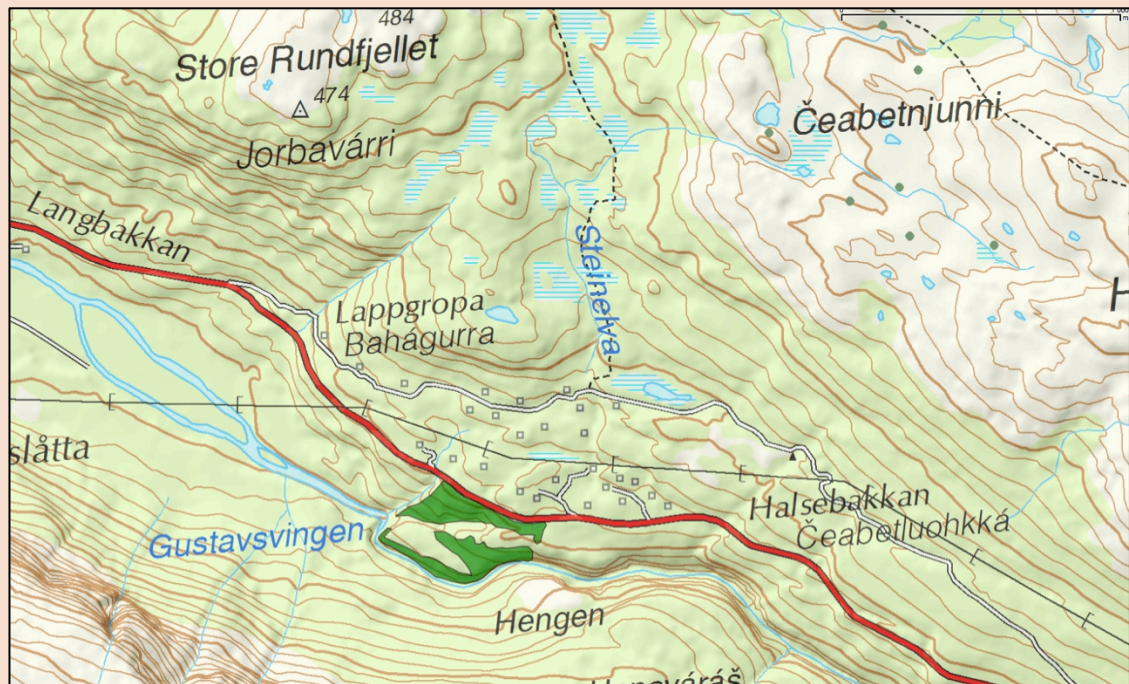 484
Store Rundfjellet
474
Čeabetnjunni
Jorbavárri
Langbakkan
Steinelva
Lappgropa
Bahágurra
slåtta
Halsebakkan
Čeabetluohkká
Gustavsvingen
Hengen